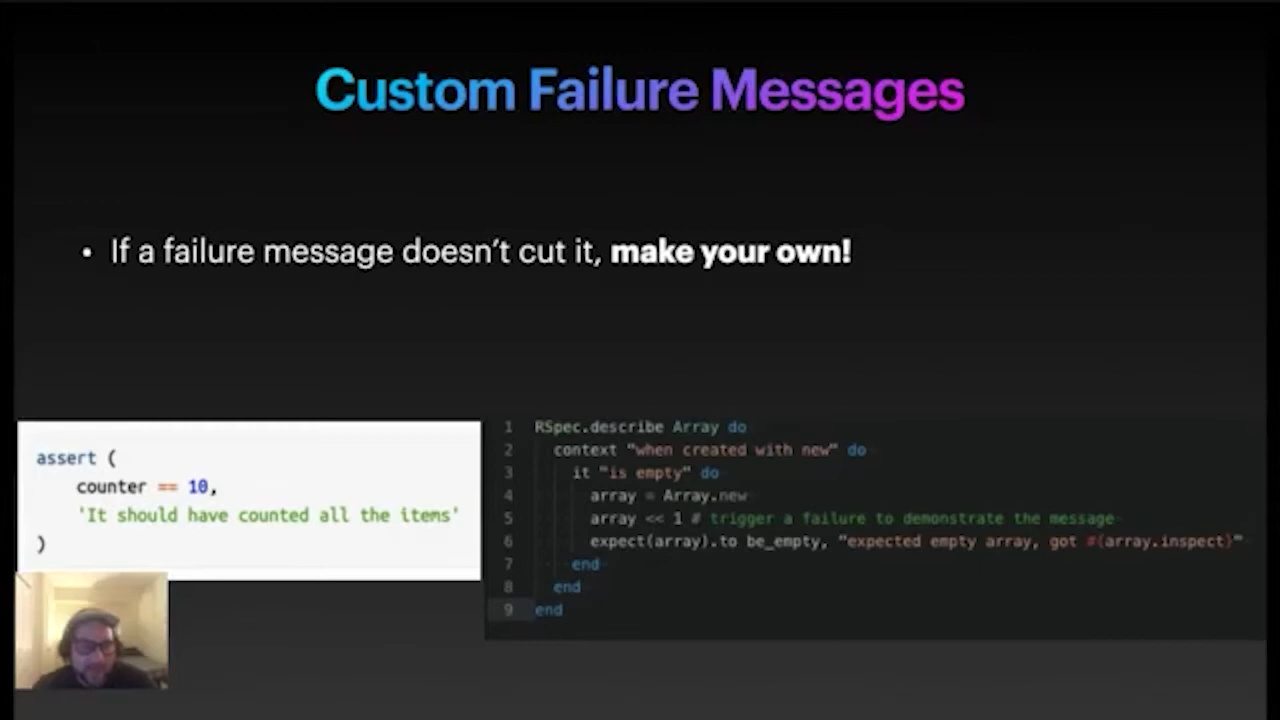 Custom Failure Messages
• If a failure message doesn't cut it, make your own!
assert (
counter == 10,
'It should have counted all the items'
)
1 RSpec.describe Array do
2 context "when created with new" do
3 it "is empty" do
4 array = Array.new
5 array << 1 # trigger a failure to demonstrate the message
6 expect(array).to be_empty, "expected empty array, got #{array.inspect}"
7 end
8 end
9 end